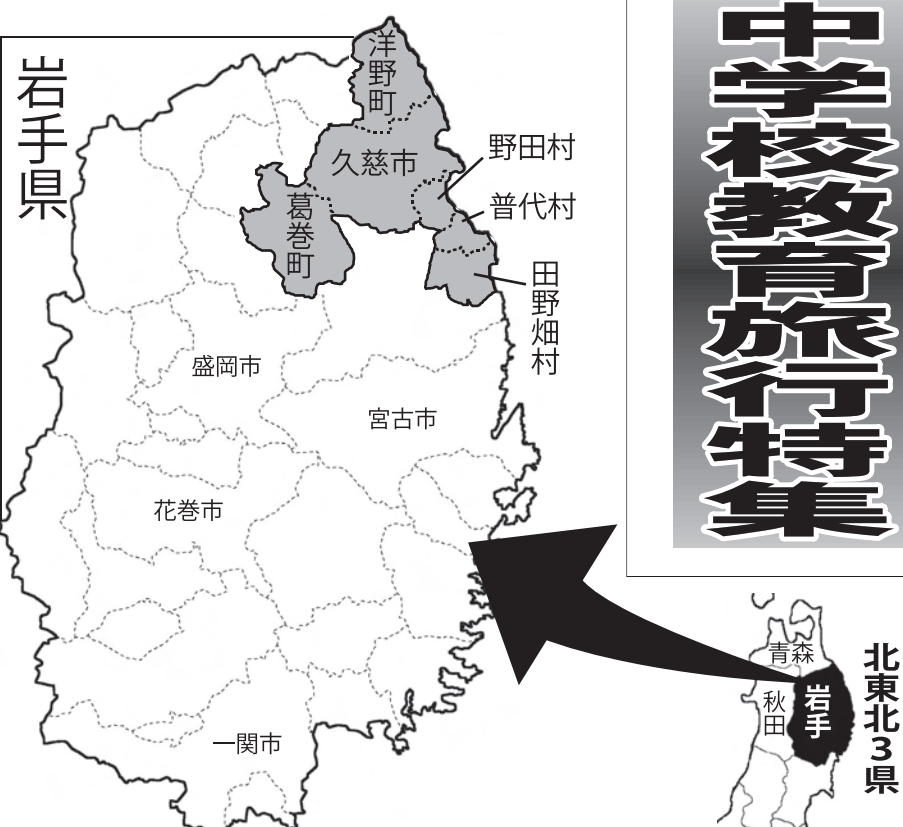 中学校教育旅行特集
岩手県
洋野町
久慈市
野田村
普代村
葛巻町
田野畑村
盛岡市
宮古市
花巻市
一関市
北東北3県
青森
秋田
岩手